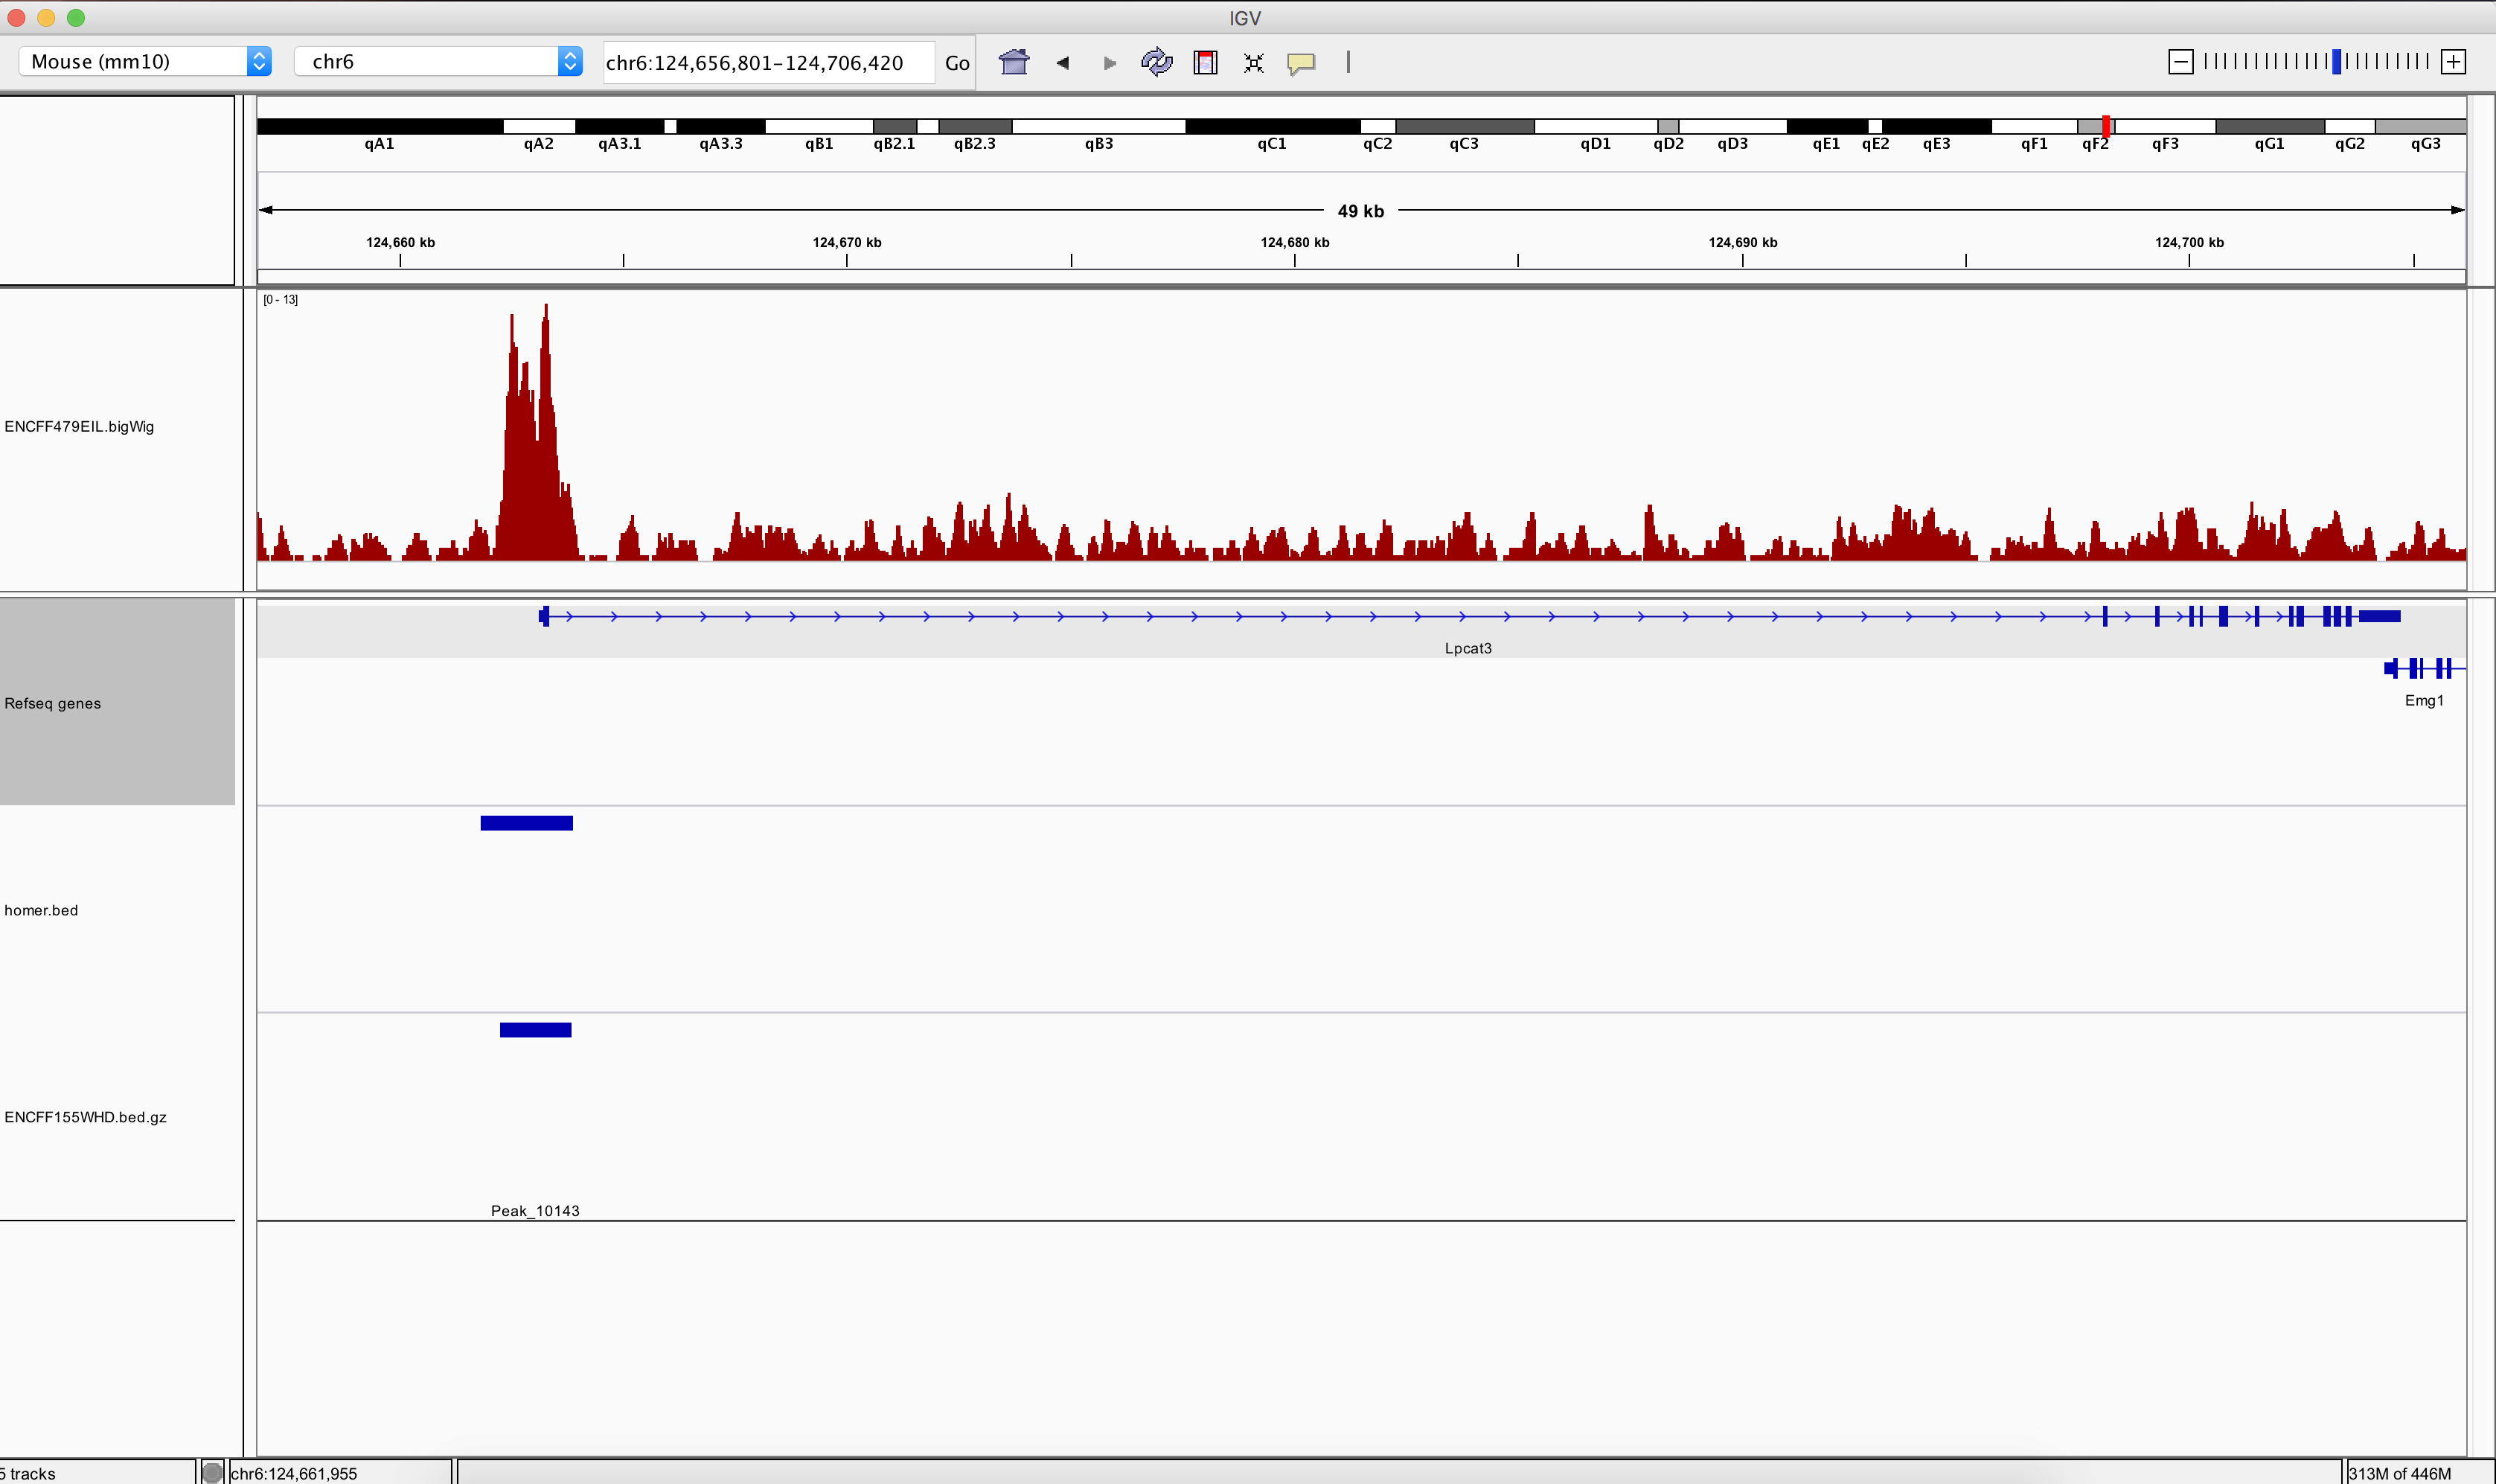 IGV
Mouse (mm10) chr6 chr6:124,656,801-124,706,420 Go
qA1 qA2 qA3.1 qA3.3 qB1 qB2.1 qB2.3 qB3 qC1 qC2 qC3 qD1 qD2 qD3 qE1 qE2 qE3 qF1 qF2 qF3 qG1 qG2 qG3
49 kb
124,660 kb 124,670 kb 124,680 kb 124,690 kb 124,700 kb
[0 - 13]
ENCFF479EIL.bigWig
Lpcat3
Refseq genes
Emg1
homer.bed
ENCFF155WHD.bed.gz
Peak_10143
5 tracks chr6:124,661,955 313M of 446M